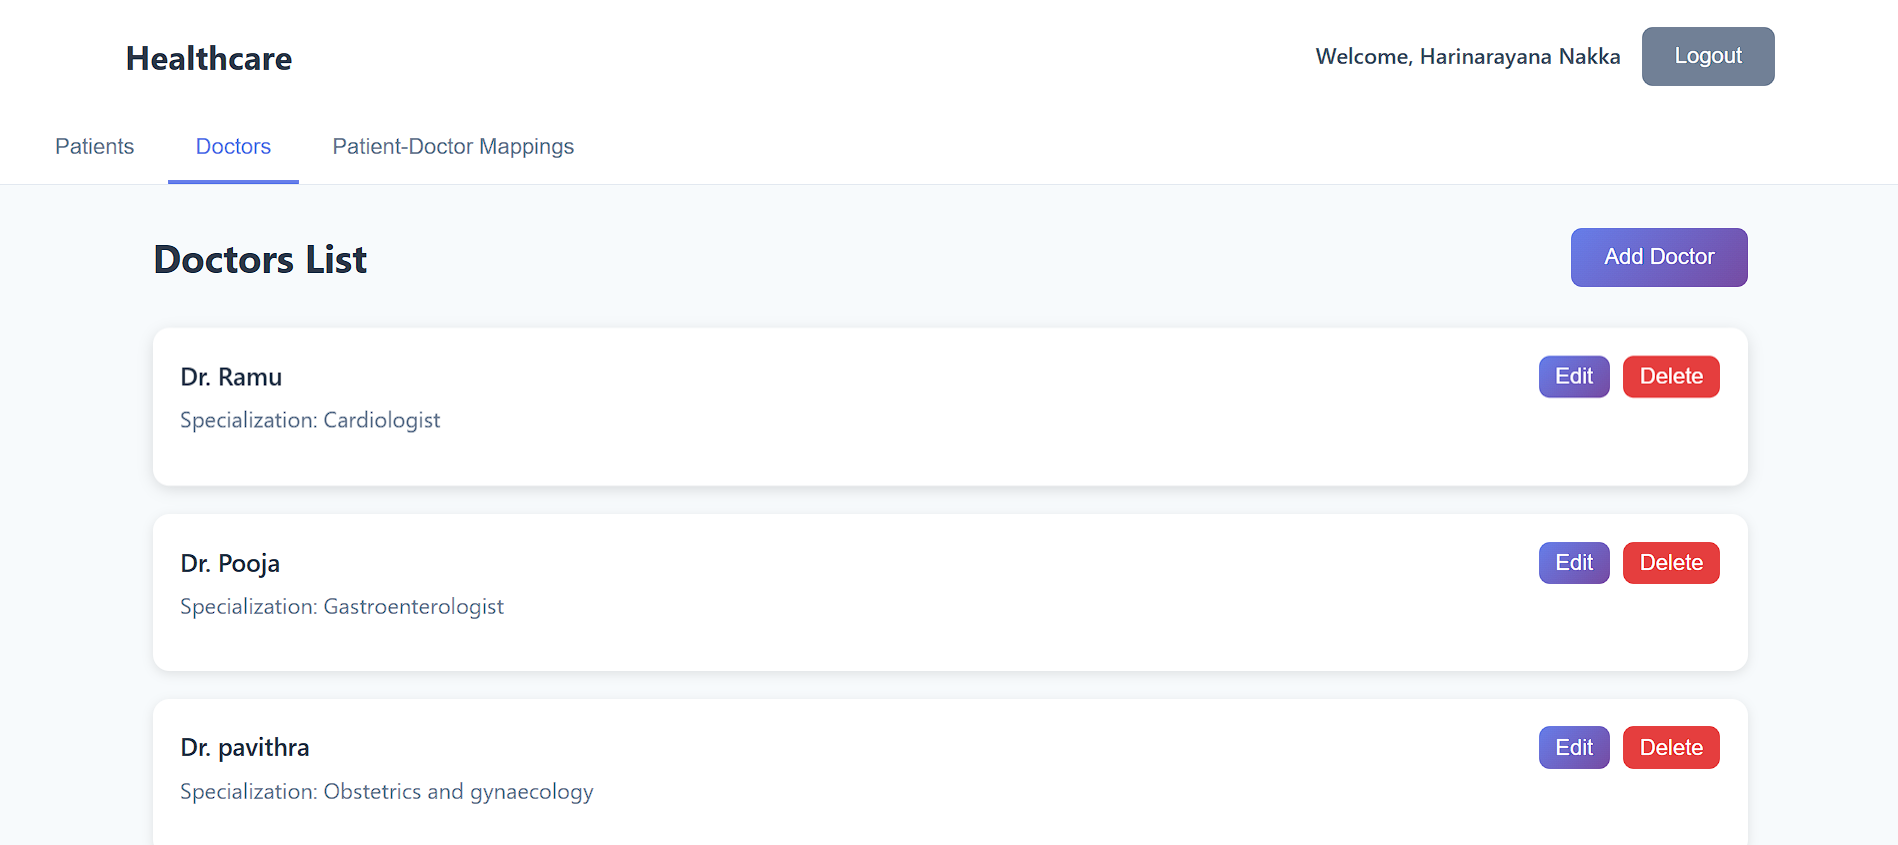 Healthcare
Welcome, Harinarayana Nakka
Logout
Patients
Doctors
Patient-Doctor Mappings
Doctors List
Add Doctor
Dr. Ramu
Edit
Delete
Specialization: Cardiologist
Dr. Pooja
Edit
Delete
Specialization: Gastroenterologist
Dr. pavithra
Edit
Delete
Specialization: Obstetrics and gynaecology